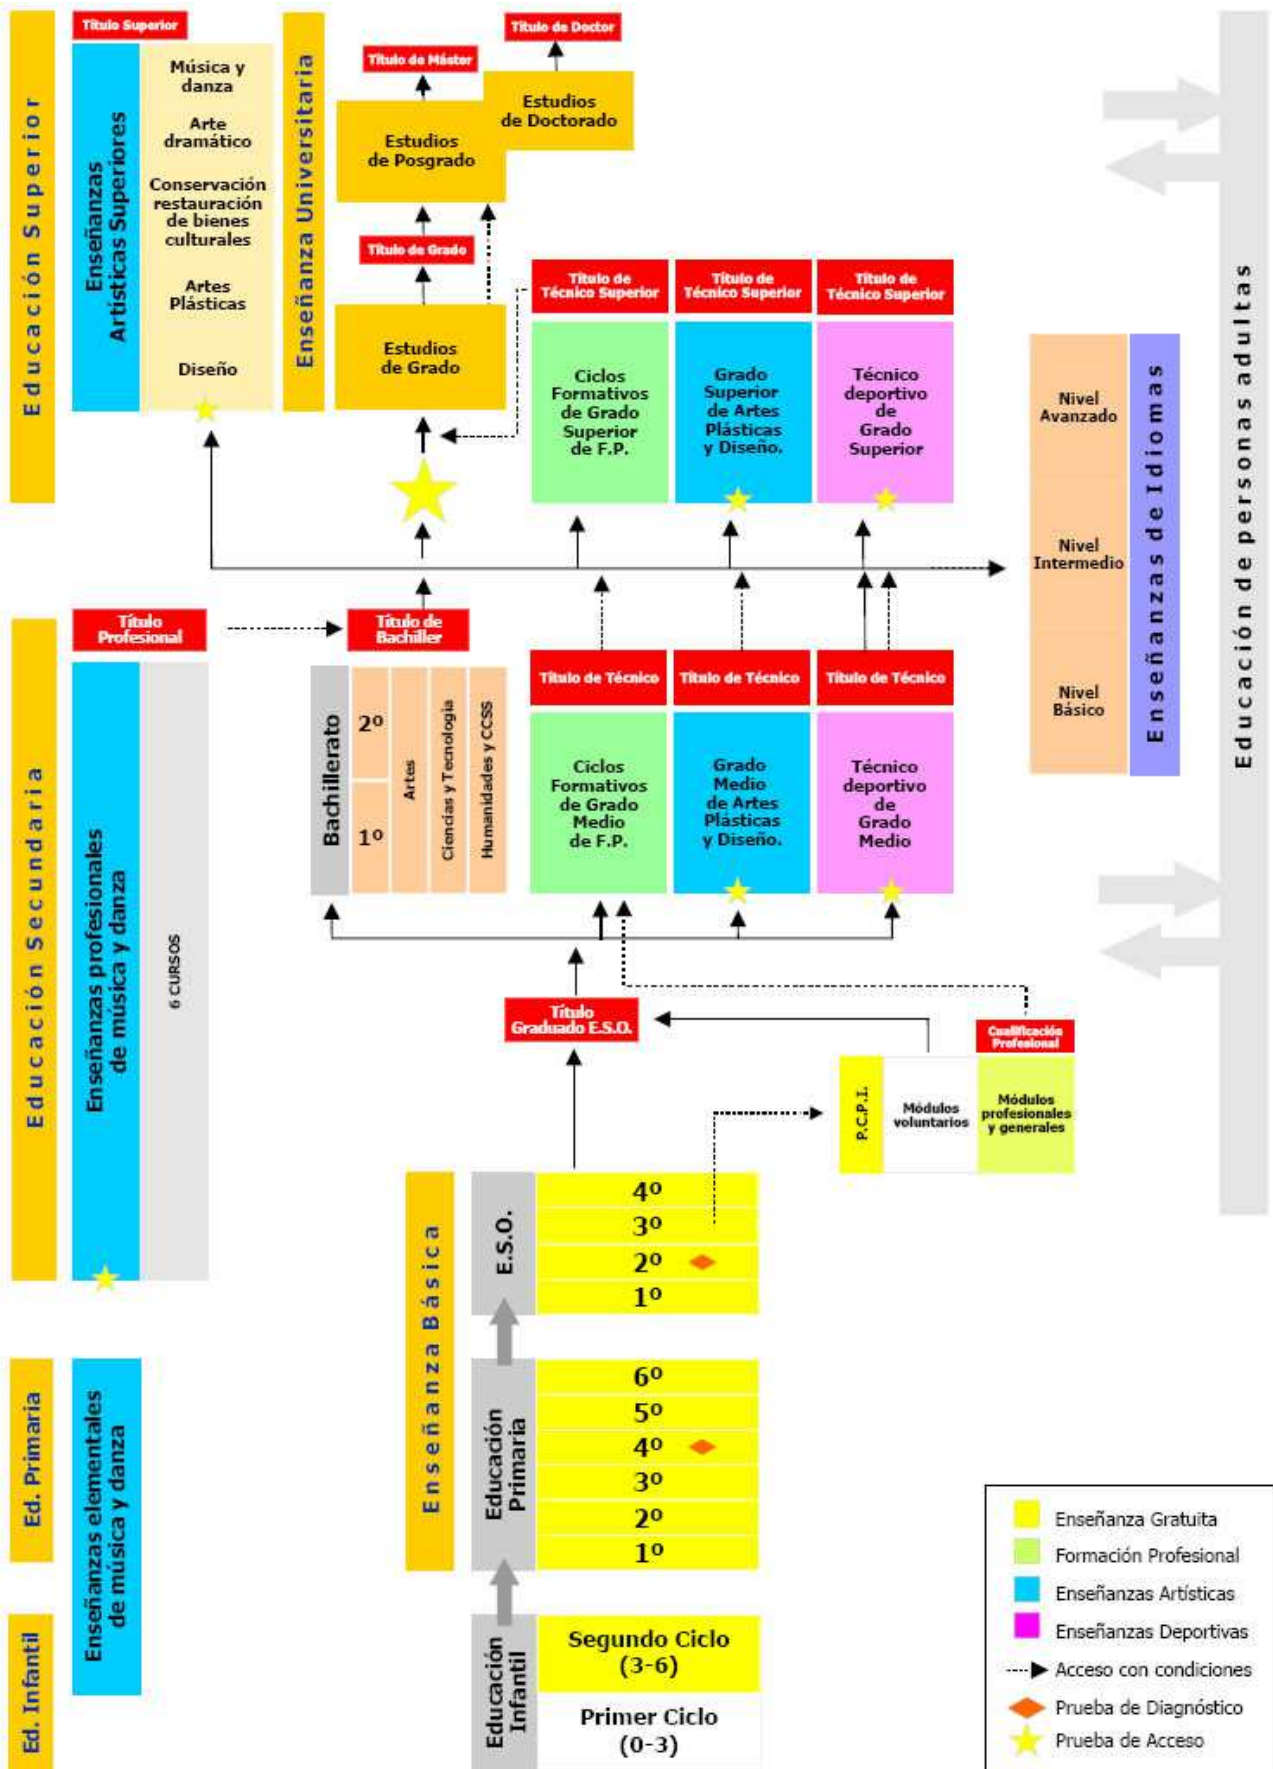 Educación Superior
Título Superior
Enseñanzas
Artísticas Superiores
Música y
danza
Arte
dramático
Conservación
restauración
de bienes
culturales
Artes
Plásticas
Diseño
Enseñanza Universitaria
Título de Máster
Título de Doctor
Estudios
de Posgrado
Estudios
de Doctorado
Título de Grado
Estudios
de Grado
Título de
Técnico Superior
Título de
Técnico Superior
Título de
Técnico Superior
Ciclos
Formativos
de Grado
Superior
de F.P.
Grado
Superior
de Artes
Plásticas
y Diseño.
Técnico
deportivo
de
Grado
Superior
Nivel
Avanzado
Nivel
Intermedio
Nivel
Básico
Enseñanzas de Idiomas
Educación de personas adultas
Educación Secundaria
Título
Profesional
Enseñanzas profesionales
de música y danza
6 CURSOS
Título de
Bachiller
Bachillerato
2º
1º
Artes
Ciencias y Tecnología
Humanidades y CCSS
Título de Técnico
Título de Técnico
Título de Técnico
Ciclos
Formativos
de Grado
Medio
de F.P.
Grado
Medio
de Artes
Plásticas
y Diseño.
Técnico
deportivo
de
Grado
Medio
Título
Graduado E.S.O.
Cualificación
Profesional
P.C.P.I.
Módulos
voluntarios
Módulos
profesionales
y generales
Enseñanza Básica
E.S.O.
4º
3º
2º
1º
Ed. Primaria
Enseñanzas elementales
de música y danza
Educación
Primaria
6º
5º
4º
3º
2º
1º
Ed. Infantil
Educación
Infantil
Segundo Ciclo
(3-6)
Primer Ciclo
(0-3)
Enseñanza Gratuita
Formación Profesional
Enseñanzas Artísticas
Enseñanzas Deportivas
Acceso con condiciones
Prueba de Diagnóstico
Prueba de Acceso